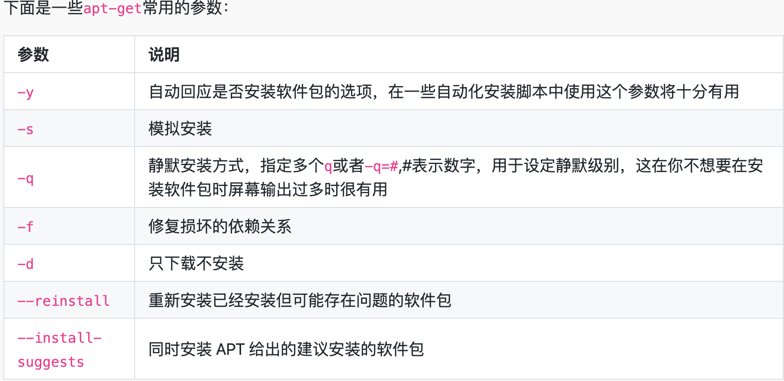 下面是一些apt-get常用的参数：
参数 说明
-y 自动回应是否安装软件包的选项，在一些自动化安装脚本中使用这个参数将十分有用
-s 模拟安装
-q 静默安装方式，指定多个q或者-q=#,#表示数字，用于设定静默级别，这在你不想要在安
装软件包时屏幕输出过多时很有用
-f 修复损坏的依赖关系
-d 只下载不安装
--reinstall 重新安装已经安装但可能存在问题的软件包
--install-
suggests 同时安装 APT 给出的建议安装的软件包